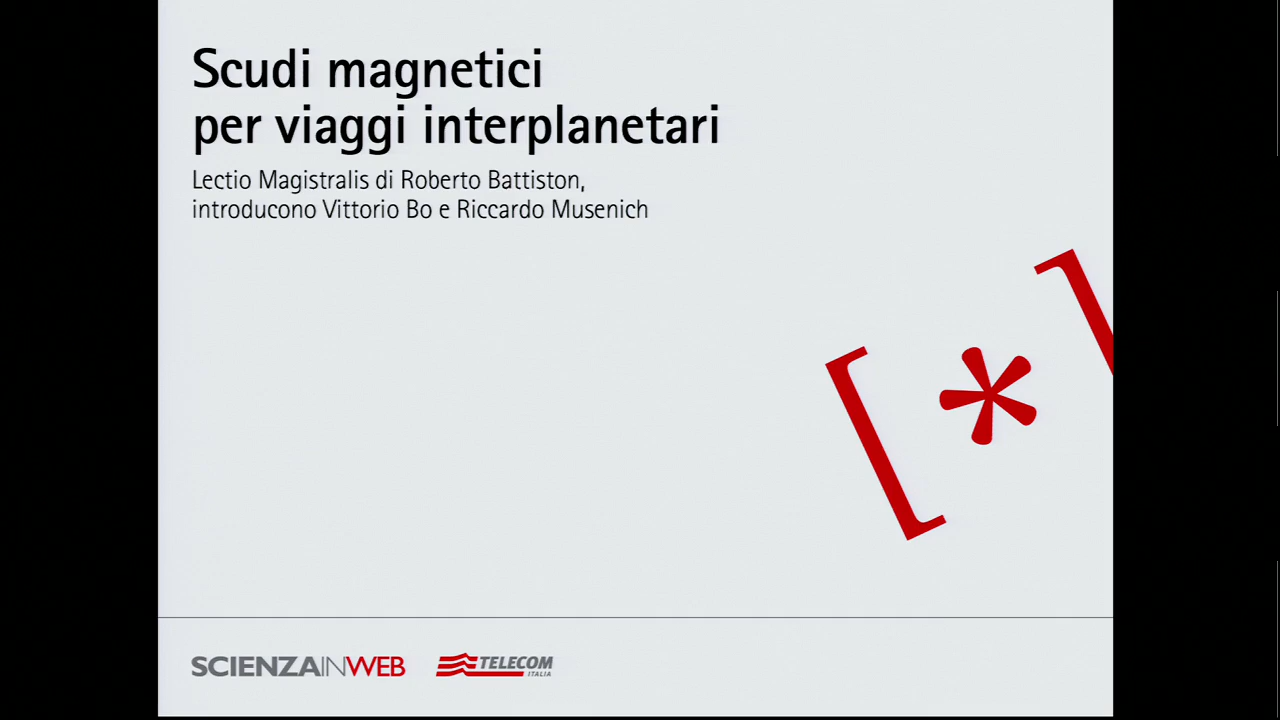 Scudi magnetici
per viaggi interplanetari
Lectio Magistralis di Roberto Battiston,
introducono Vittorio Bo e Riccardo Musenich
[*]
SCIENZAINWEB TELECOM
ITALIA